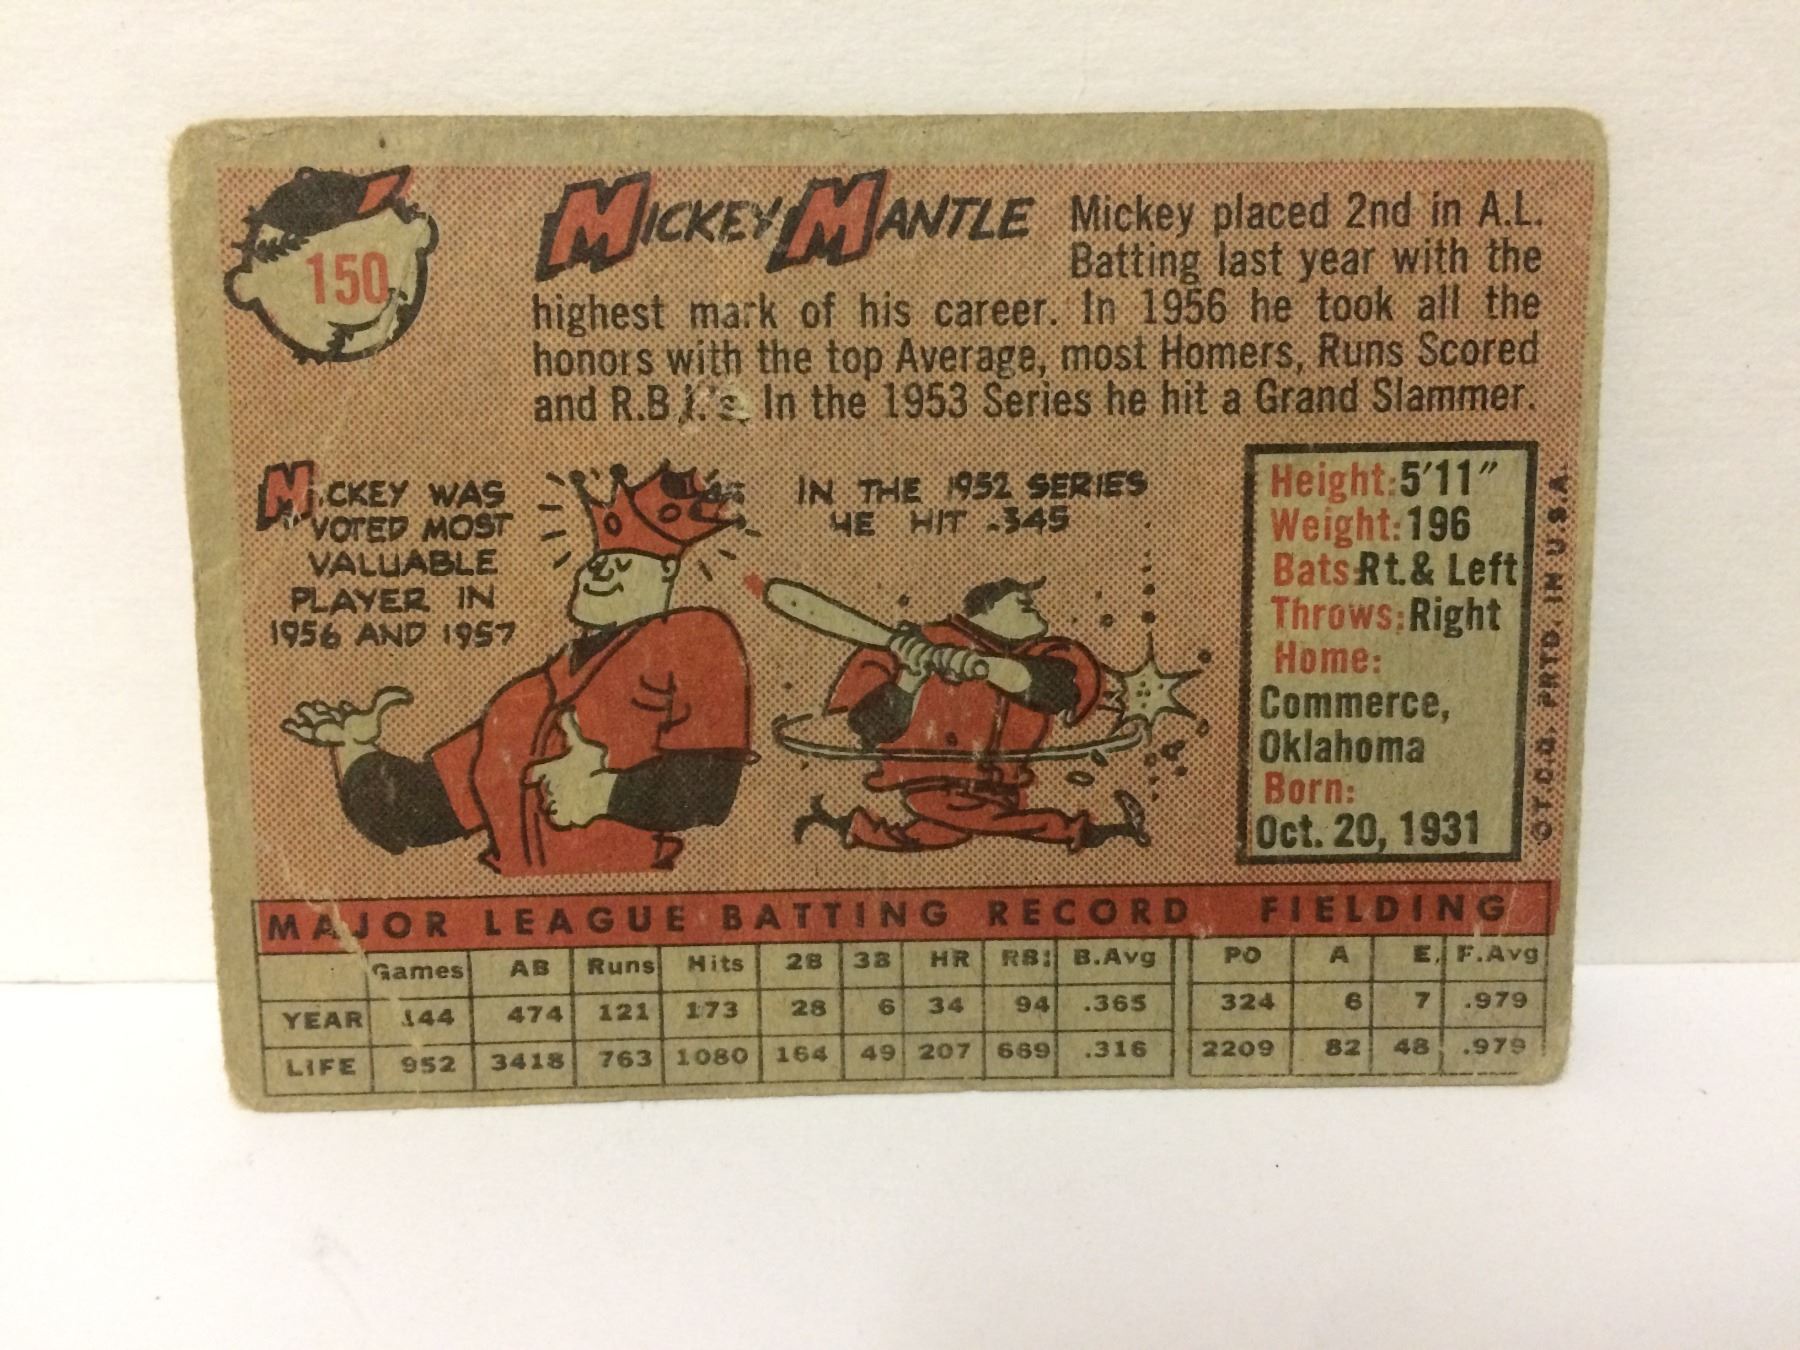 150
MICKEY MANTLE
Mickey placed 2nd in A.L.
Batting last year with the
highest mark of his career. In 1956 he took all the
honors with the top Average, most Homers, Runs Scored
and R.B.I.'s. In the 1953 Series he hit a Grand Slammer.
MICKEY WAS
VOTED MOST
VALUABLE
PLAYER IN
1956 AND 1957
IN THE 1952 SERIES
HE HIT .345
Height: 5'11"
Weight: 196
Bats: Rt. & Left
Throws: Right
Home:
Commerce,
Oklahoma
Born:
Oct. 20, 1931
©T.C.G. PRTD. IN U.S.A.
MAJOR LEAGUE BATTING RECORD FIELDING
Games AB Runs Hits 2B 3B HR RBI B.Avg PO A E. F.Avg
YEAR 144 474 121 173 28 6 34 94 .365 324 6 7 .979
LIFE 952 3418 763 1080 164 49 207 669 .316 2209 82 48 .979